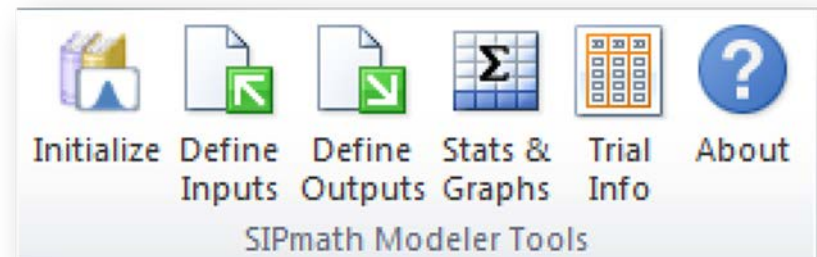 Initialize
Define
Inputs
Define
Outputs
Σ
Stats &
Graphs
Trial
Info
?
About
SIPmath Modeler Tools